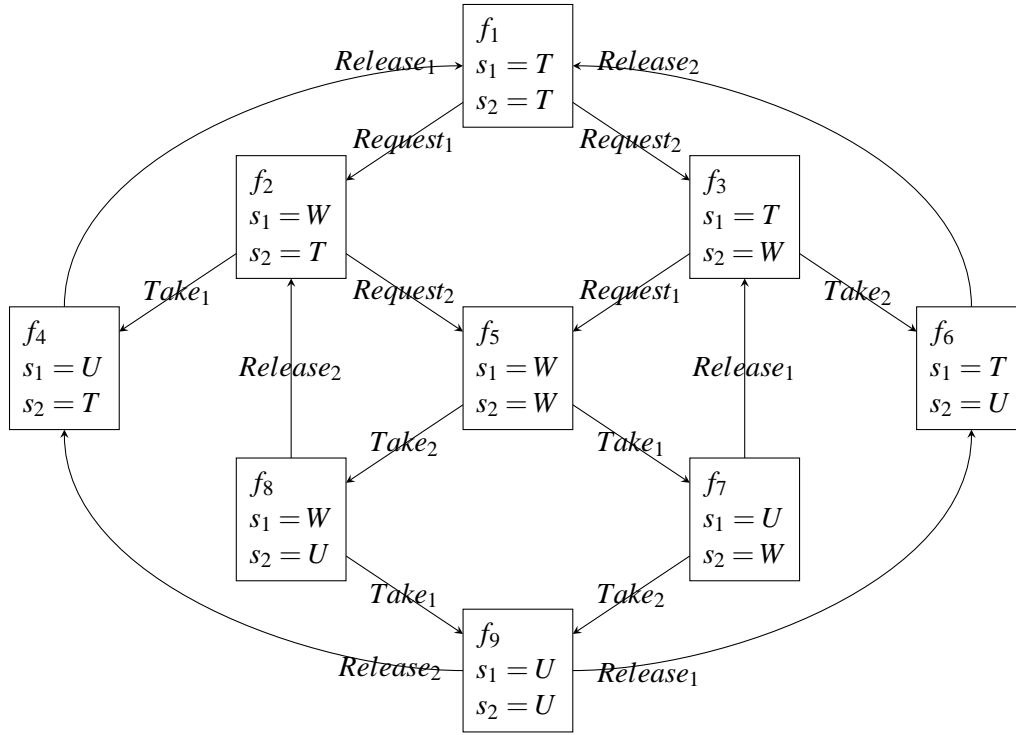 f₁
s₁ = T
s₂ = T
Release₁
Release₂
Request₁
Request₂
f₂
s₁ = W
s₂ = T
f₃
s₁ = T
s₂ = W
Take₁
Request₂
Request₁
Take₂
f₄
s₁ = U
s₂ = T
f₅
s₁ = W
s₂ = W
f₆
s₁ = T
s₂ = U
Release₂
Release₁
Take₂
Take₁
f₈
s₁ = W
s₂ = U
f₇
s₁ = U
s₂ = W
Take₁
Take₂
f₉
s₁ = U
s₂ = U
Release₂
Release₁